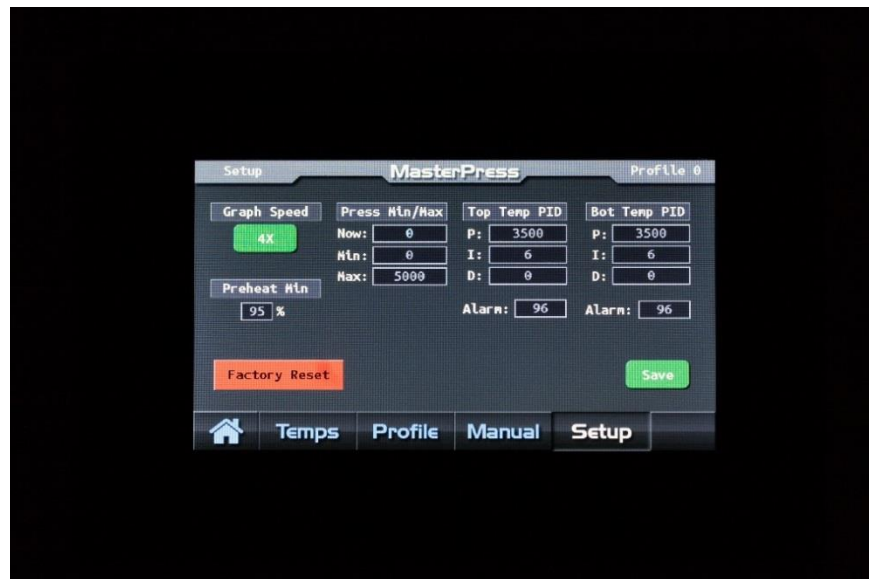 Setup MasterPress Profile 0
Graph Speed Press Min/Max Top Temp PID Bot Temp PID
4X Now: 0 P: 3500 P: 3500
Min: 0 I: 6 I: 6
Max: 5000 D: 0 D: 0
Preheat Min
95 % Alarm: 96 Alarm: 96
Factory Reset Save
Temps Profile Manual Setup